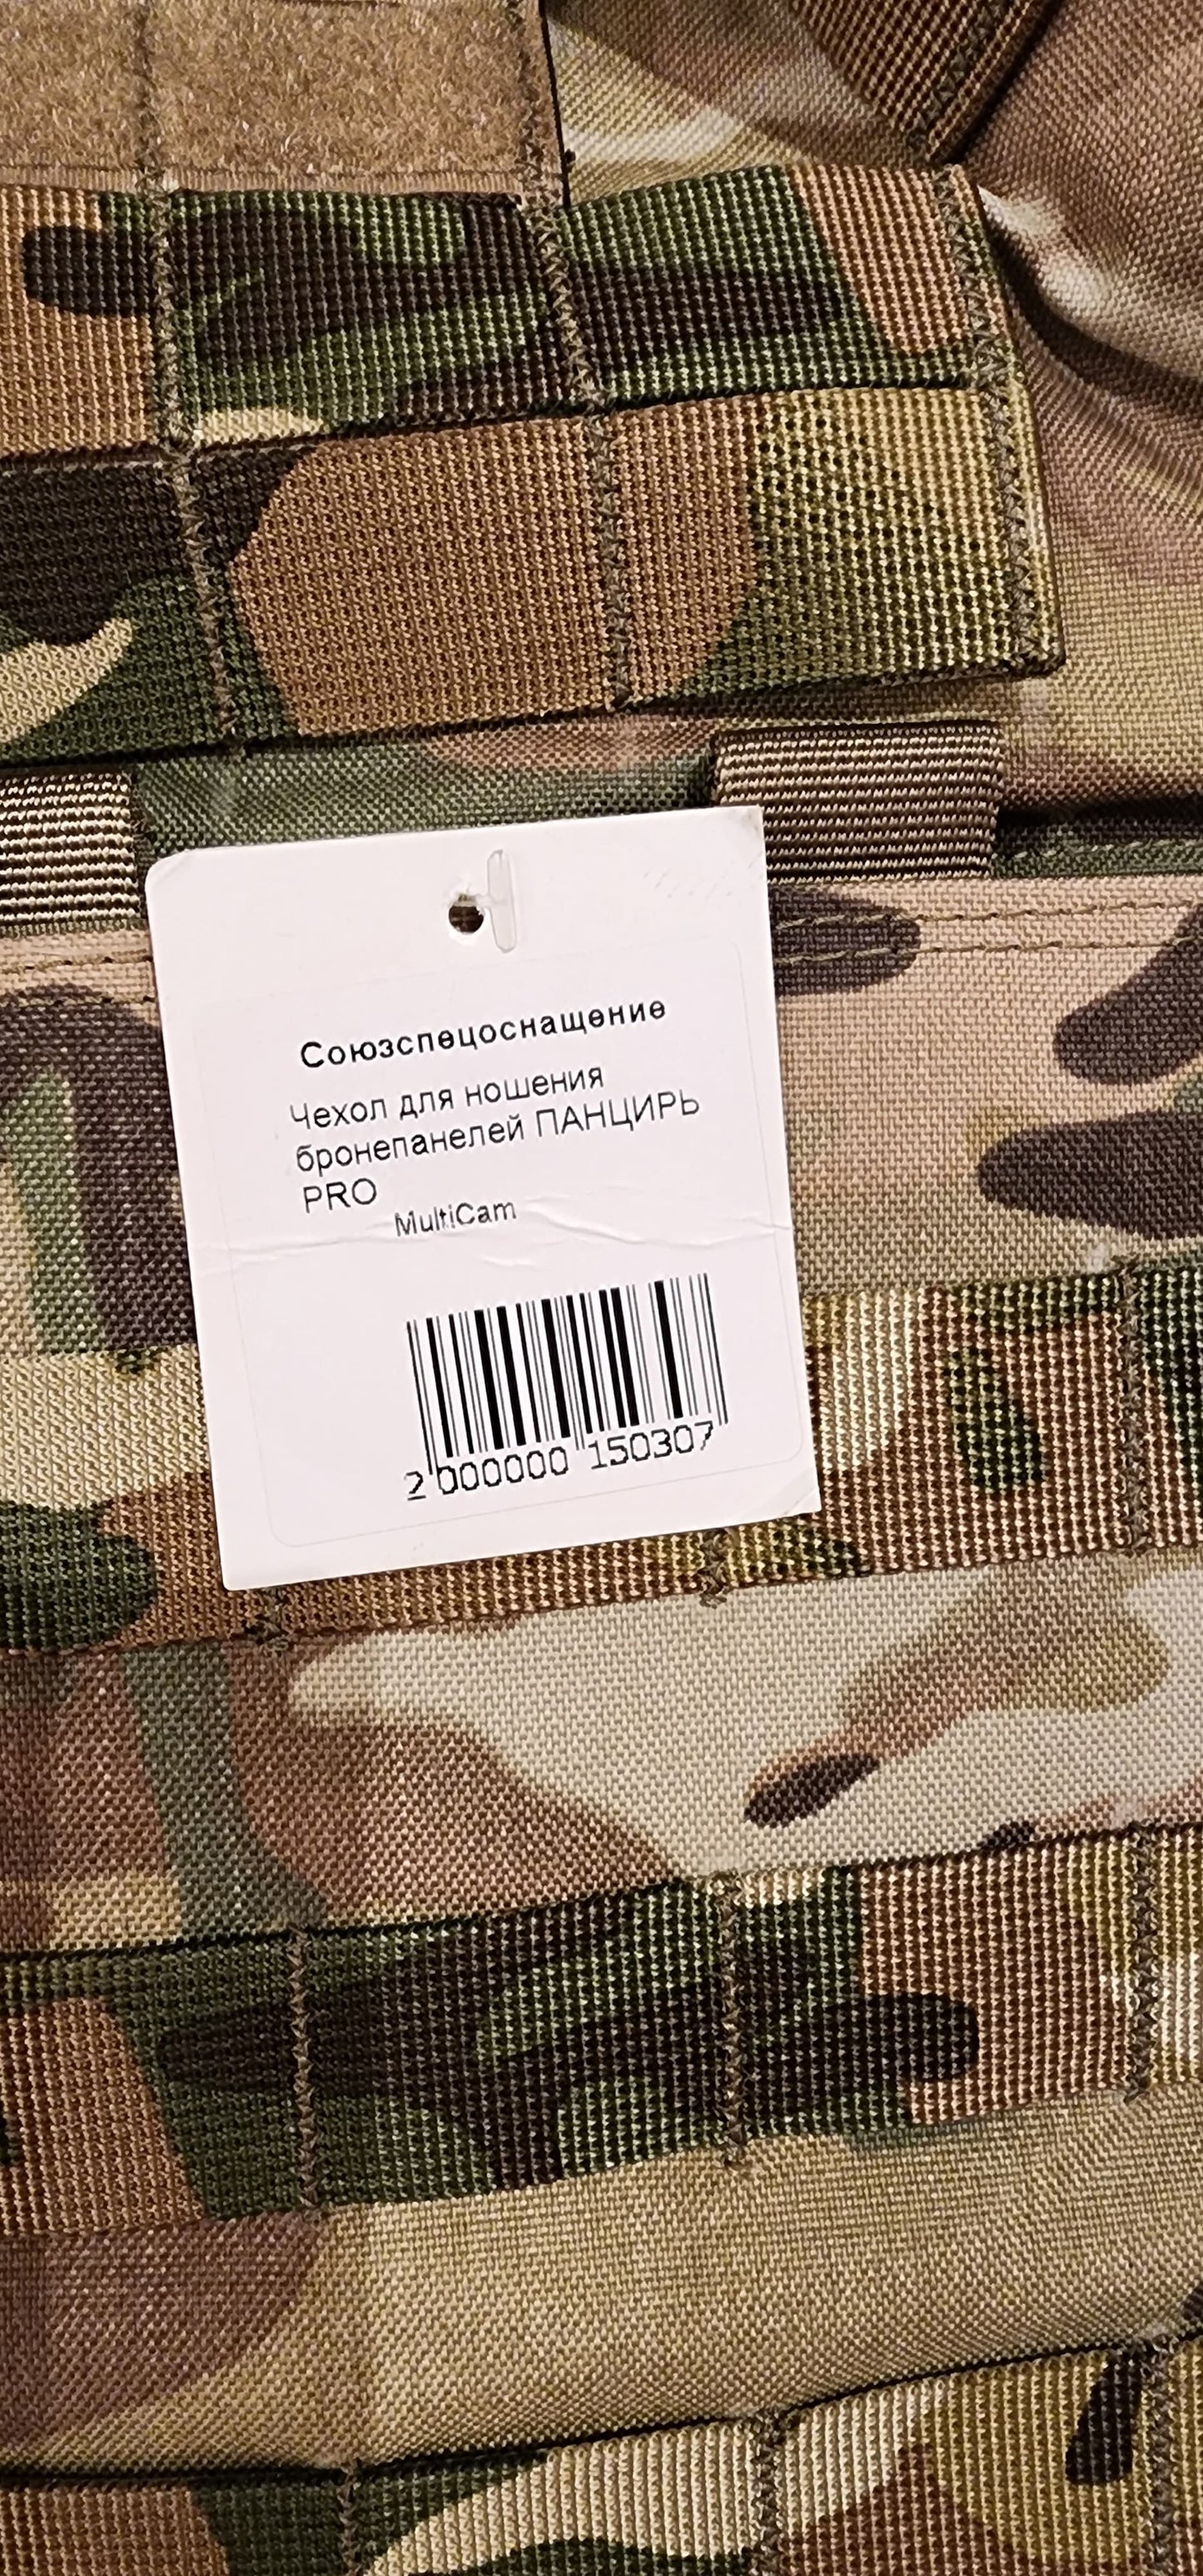 Союзспецоснащение
Чехол для ношения
бронепанелей ПАНЦИРЬ
PRO
MultiCam
2 000000 150307